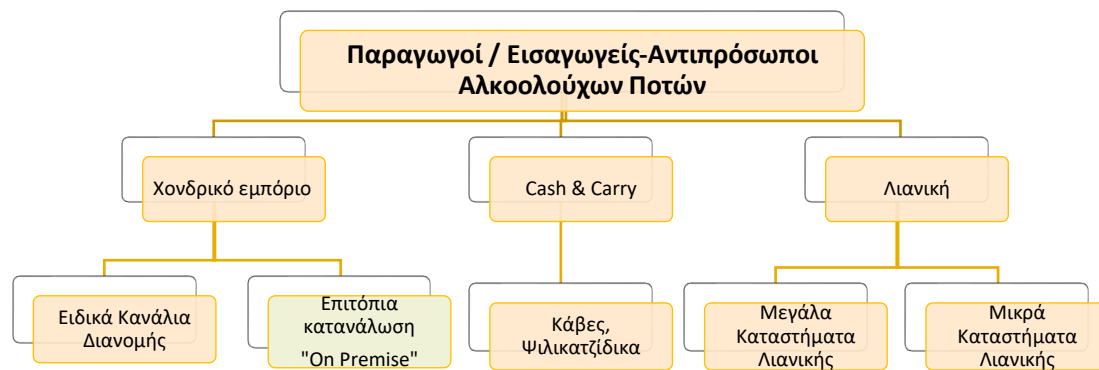 Παραγωγοί / Εισαγωγείς-Αντιπρόσωποι
Αλκοολούχων Ποτών
Χονδρικό εμπόριο
Cash & Carry
Λιανική
Ειδικά Κανάλια
Διανομής
Επιτόπια
κατανάλωση
"On Premise"
Κάβες,
Ψιλικατζίδικα
Μεγάλα
Καταστήματα
Λιανικής
Μικρά
Καταστήματα
Λιανικής